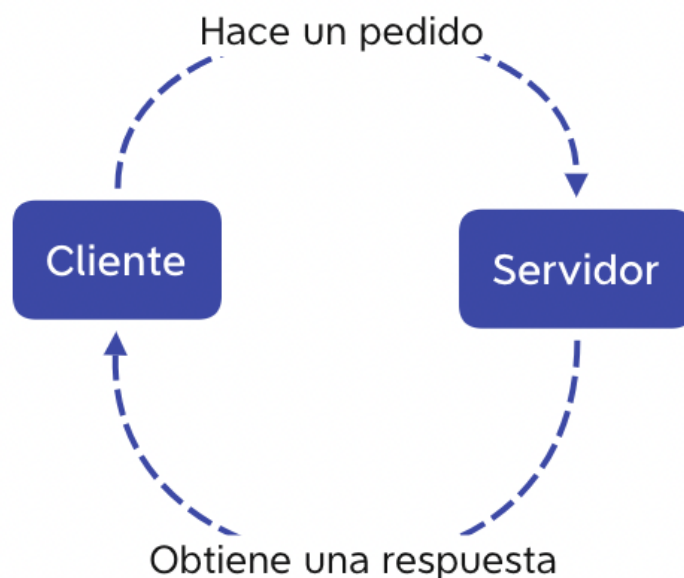 Hace un pedido
Cliente
Servidor
Obtiene una respuesta